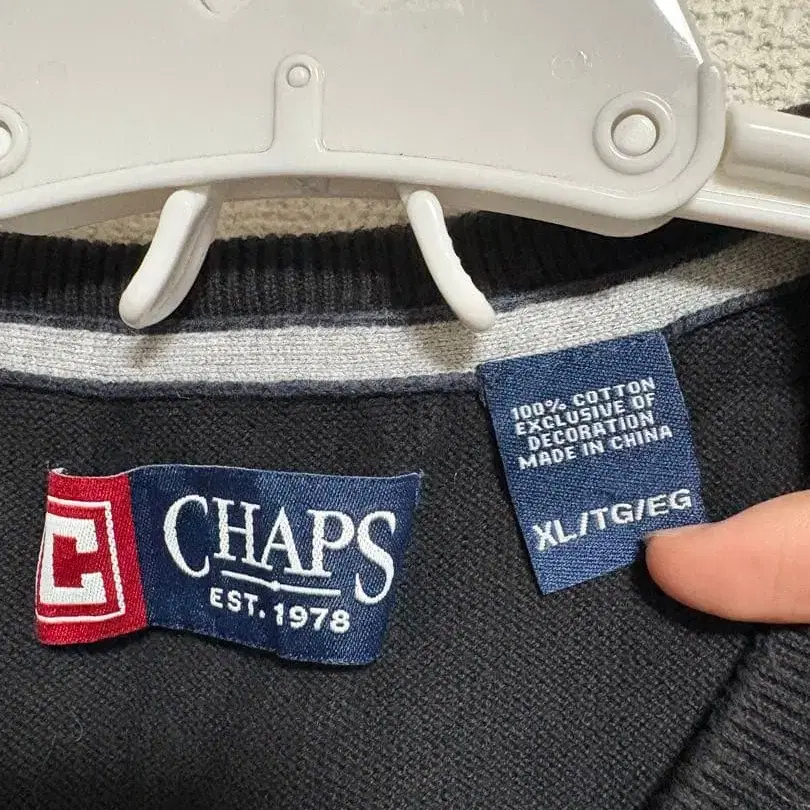 C
CHAPS
EST. 1978
100% COTTON
EXCLUSIVE OF
DECORATION
MADE IN CHINA
XL/TG/EG